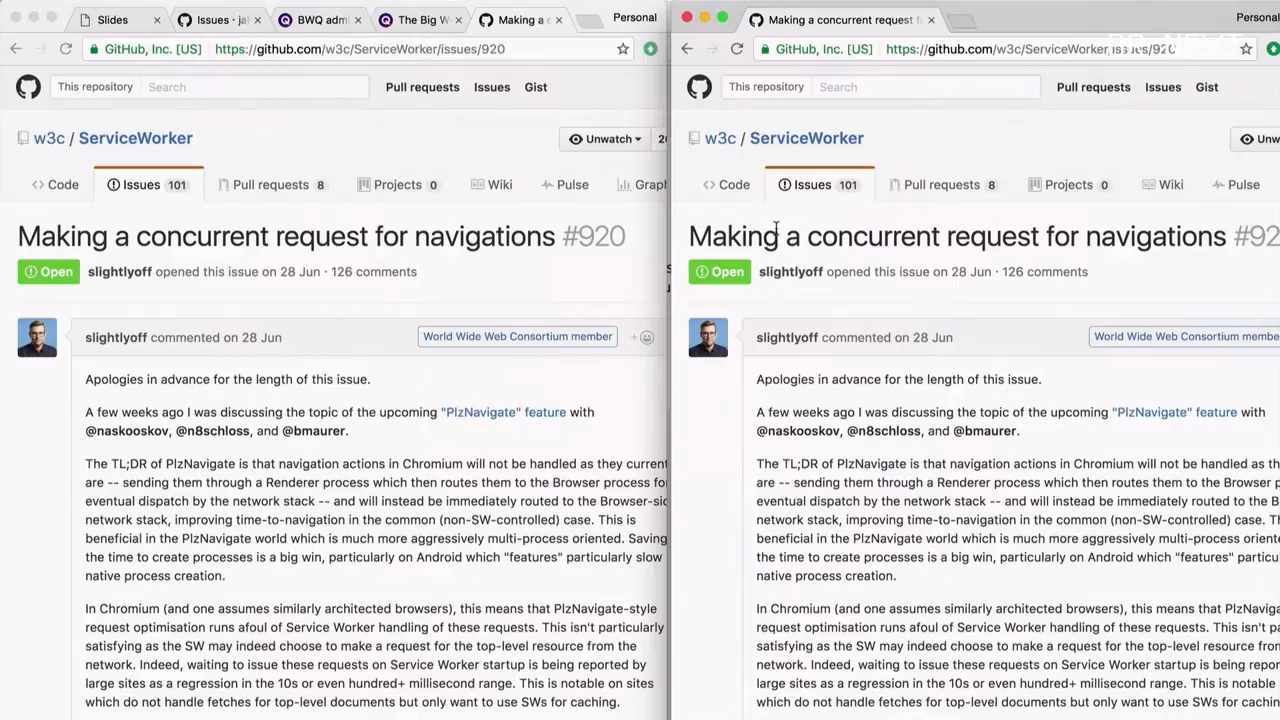 Slides
Issues · ja
BWQ admi
The Big W
Making a c
Personal
GitHub, Inc. [US]
https://github.com/w3c/ServiceWorker/issues/920
This repository
Search
Pull requests
Issues
Gist
w3c / ServiceWorker
Unwatch
Code
Issues 101
Pull requests 8
Projects 0
Wiki
Pulse
Graph
Making a concurrent request for navigations #920
Open
slightlyoff opened this issue on 28 Jun · 126 comments
slightlyoff commented on 28 Jun
World Wide Web Consortium member
Apologies in advance for the length of this issue.
A few weeks ago I was discussing the topic of the upcoming "PlzNavigate" feature with
@naskooskov, @n8schloss, and @bmaurer.
The TL;DR of PlzNavigate is that navigation actions in Chromium will not be handled as they current
are -- sending them through a Renderer process which then routes them to the Browser process fo
eventual dispatch by the network stack -- and will instead be immediately routed to the Browser-sid
network stack, improving time-to-navigation in the common (non-SW-controlled) case. This is
beneficial in the PlzNavigate world which is much more aggressively multi-process oriented. Saving
the time to create processes is a big win, particularly on Android which "features" particularly slow
native process creation.
In Chromium (and one assumes similarly architected browsers), this means that PlzNavigate-style
request optimisation runs afoul of Service Worker handling of these requests. This isn't particularly
satisfying as the SW may indeed choose to make a request for the top-level resource from the
network. Indeed, waiting to issue these requests on Service Worker startup is being reported by
large sites as a regression in the 10s or even hundred+ millisecond range. This is notable on sites
which do not handle fetches for top-level documents but only want to use SWs for caching.
Making a concurrent request f
Persona
GitHub, Inc. [US]
https://github.com/w3c/ServiceWorker/issues/920
This repository
Search
Pull requests
Issues
Gist
w3c / ServiceWorker
Unw
Code
Issues 101
Pull requests 8
Projects 0
Wiki
Pulse
Making a concurrent request for navigations #92
Open
slightlyoff opened this issue on 28 Jun · 126 comments
slightlyoff commented on 28 Jun
World Wide Web Consortium membe
Apologies in advance for the length of this issue.
A few weeks ago I was discussing the topic of the upcoming "PlzNavigate" feature with
@naskooskov, @n8schloss, and @bmaurer.
The TL;DR of PlzNavigate is that navigation actions in Chromium will not be handled as th
are -- sending them through a Renderer process which then routes them to the Browser p
eventual dispatch by the network stack -- and will instead be immediately routed to the B
network stack, improving time-to-navigation in the common (non-SW-controlled) case. T
beneficial in the PlzNavigate world which is much more aggressively multi-process oriente
the time to create processes is a big win, particularly on Android which "features" particu
native process creation.
In Chromium (and one assumes similarly architected browsers), this means that PlzNaviga
request optimisation runs afoul of Service Worker handling of these requests. This isn't pa
satisfying as the SW may indeed choose to make a request for the top-level resource from
network. Indeed, waiting to issue these requests on Service Worker startup is being repor
large sites as a regression in the 10s or even hundred+ millisecond range. This is notable
which do not handle fetches for top-level documents but only want to use SWs for cachin